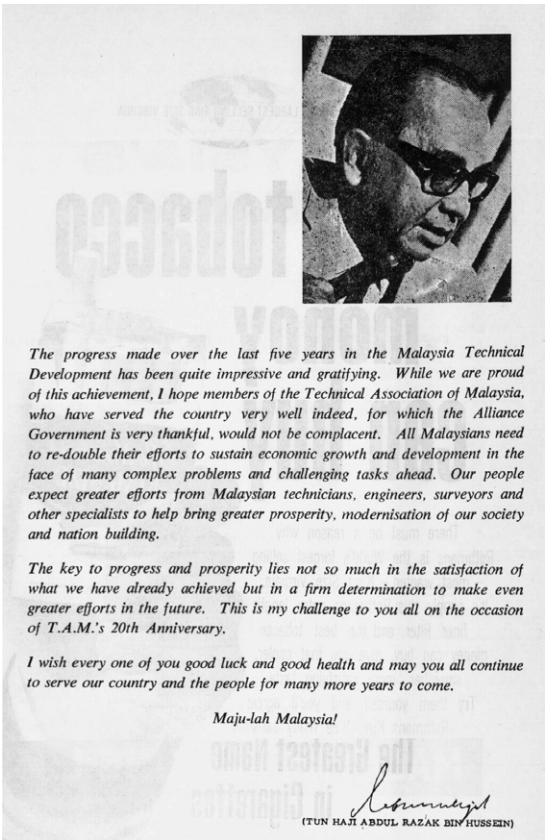 The progress made over the last five years in the Malaysia Technical
Development has been quite impressive and gratifying. While we are proud
of this achievement, I hope members of the Technical Association of Malaysia,
who have served the country very well indeed, for which the Alliance
Government is very thankful, would not be complacent. All Malaysians need
to re-double their efforts to sustain economic growth and development in the
face of many complex problems and challenging tasks ahead. Our people
expect greater efforts from Malaysian technicians, engineers, surveyors and
other specialists to help bring greater prosperity, modernisation of our society
and nation building.
The key to progress and prosperity lies not so much in the satisfaction of
what we have already achieved but in a firm determination to make even
greater efforts in the future. This is my challenge to you all on the occasion
of T.A.M.'s 20th Anniversary.
I wish every one of you good luck and good health and may you all continue
to serve our country and the people for many more years to come.
Maju-lah Malaysia!
(TUN HAJI ABDUL RAZAK BIN HUSSEIN)